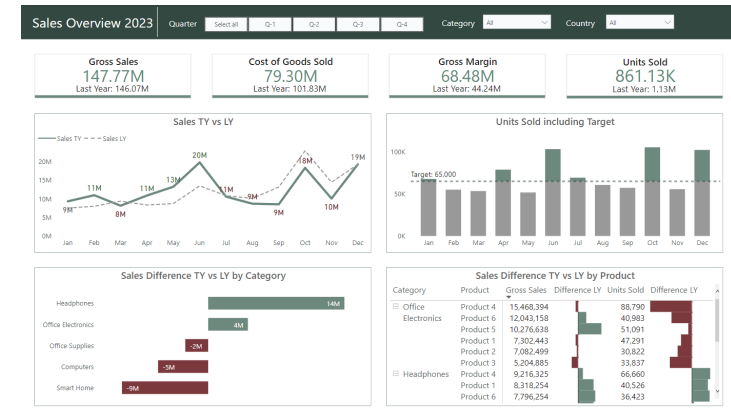 Sales Overview 2023
Quarter
Select all
Q-1
Q-2
Q-3
Q-4
Category
All
Country
All
Gross Sales
147.77M
Last Year: 146.07M
Cost of Goods Sold
79.30M
Last Year: 101.83M
Gross Margin
68.48M
Last Year: 44.24M
Units Sold
861.13K
Last Year: 1.13M
Sales TY vs LY
Sales TY Sales LY
20M
15M
10M
5M
0M
9M
11M
8M
11M
13M
20M
11M
9M
9M
18M
10M
19M
Jan Feb Mar Apr May Jun Jul Aug Sep Oct Nov Dec
Units Sold including Target
100K
50K
0K
Target: 65.000
Jan Feb Mar Apr May Jun Jul Aug Sep Oct Nov Dec
Sales Difference TY vs LY by Category
Headphones 14M
Office Electronics 4M
Office Supplies -2M
Computers -5M
Smart Home -9M
Sales Difference TY vs LY by Product
Category Product Gross Sales Difference LY Units Sold Difference LY
Office Product 4 15,468,394 88,790
Electronics Product 6 12,043,158 40,983
Product 5 10,276,638 51,091
Product 1 7,302,443 47,291
Product 2 7,082,499 30,822
Product 3 5,204,885 33,837
Headphones Product 4 9,216,325 66,660
Product 1 8,318,254 40,526
Product 6 7,796,254 36,423